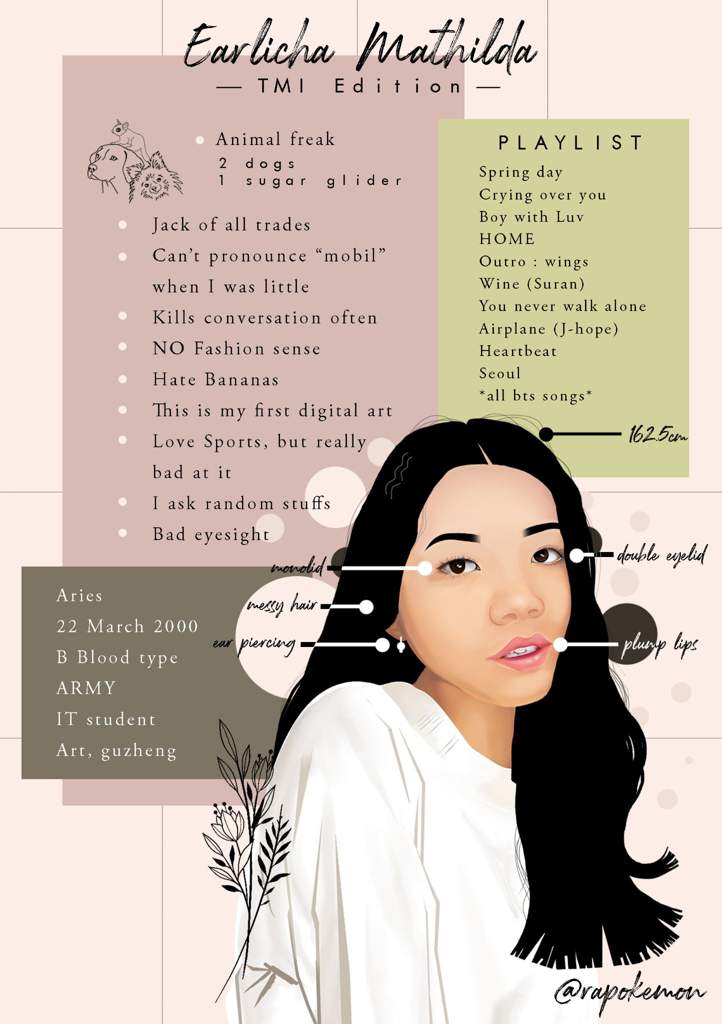 Earlicha Mathilda
— TMI Edition —
Animal freak
2 dogs
1 sugar glider
Jack of all trades
Can't pronounce “mobil”
when I was little
Kills conversation often
NO Fashion sense
Hate Bananas
This is my first digital art
Love Sports, but really
bad at it
I ask random stuffs
Bad eyesight
PLAYLIST
Spring day
Crying over you
Boy with Luv
HOME
Outro : wings
Wine (Suran)
You never walk alone
Airplane (J-hope)
Heartbeat
Seoul
*all bts songs*
162.5cm
monolid
double eyelid
messy hair
ear piercing
plump lips
Aries
22 March 2000
B Blood type
ARMY
IT student
Art, guzheng
@rapokemon